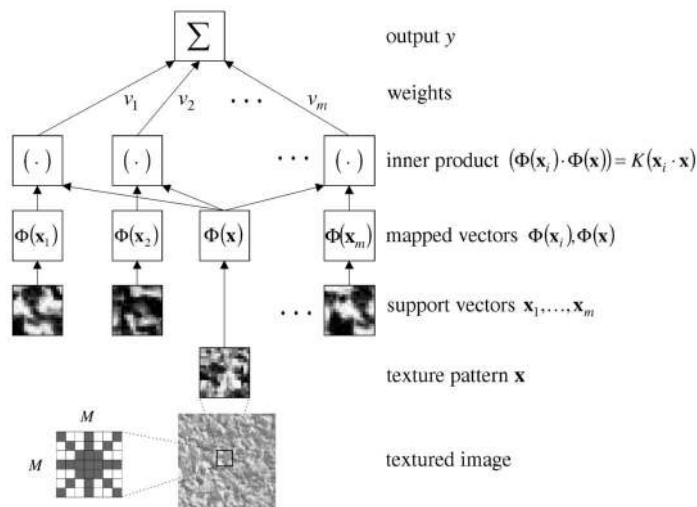 Σ output y
v1 v2 · · · vm weights
(·) (·) · · · (·) inner product (Φ(xi)·Φ(x)) = K(xi · x)
Φ(x1) Φ(x2) Φ(x) Φ(xm) mapped vectors Φ(xi),Φ(x)
· · · support vectors x1,...,xm
texture pattern x
M
M textured image